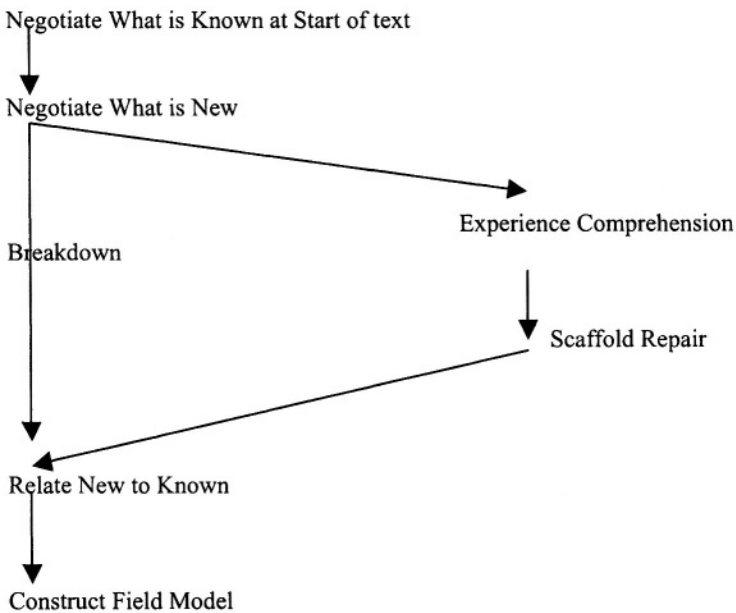 Negotiate What is Known at Start of text
Negotiate What is New
Experience Comprehension
Breakdown
Scaffold Repair
Relate New to Known
Construct Field Model